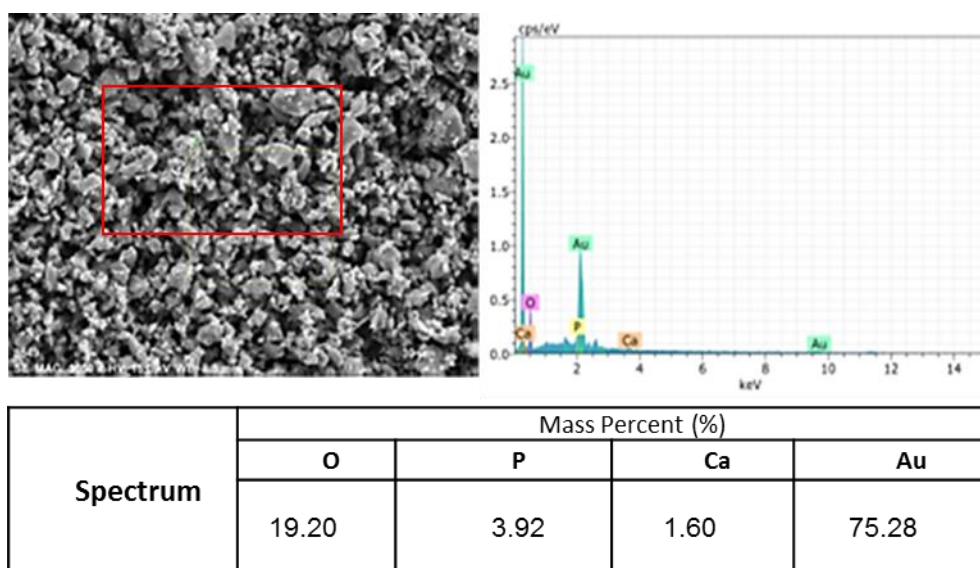 cps/eV
Au
2.5
2.0
1.5
Au
1.0
O
0.5
P
Ca
Ca
Au
0.0
2 4 6 8 10 12 14
keV
Mass Percent (%)
Spectrum
O P Ca Au
19.20 3.92 1.60 75.28